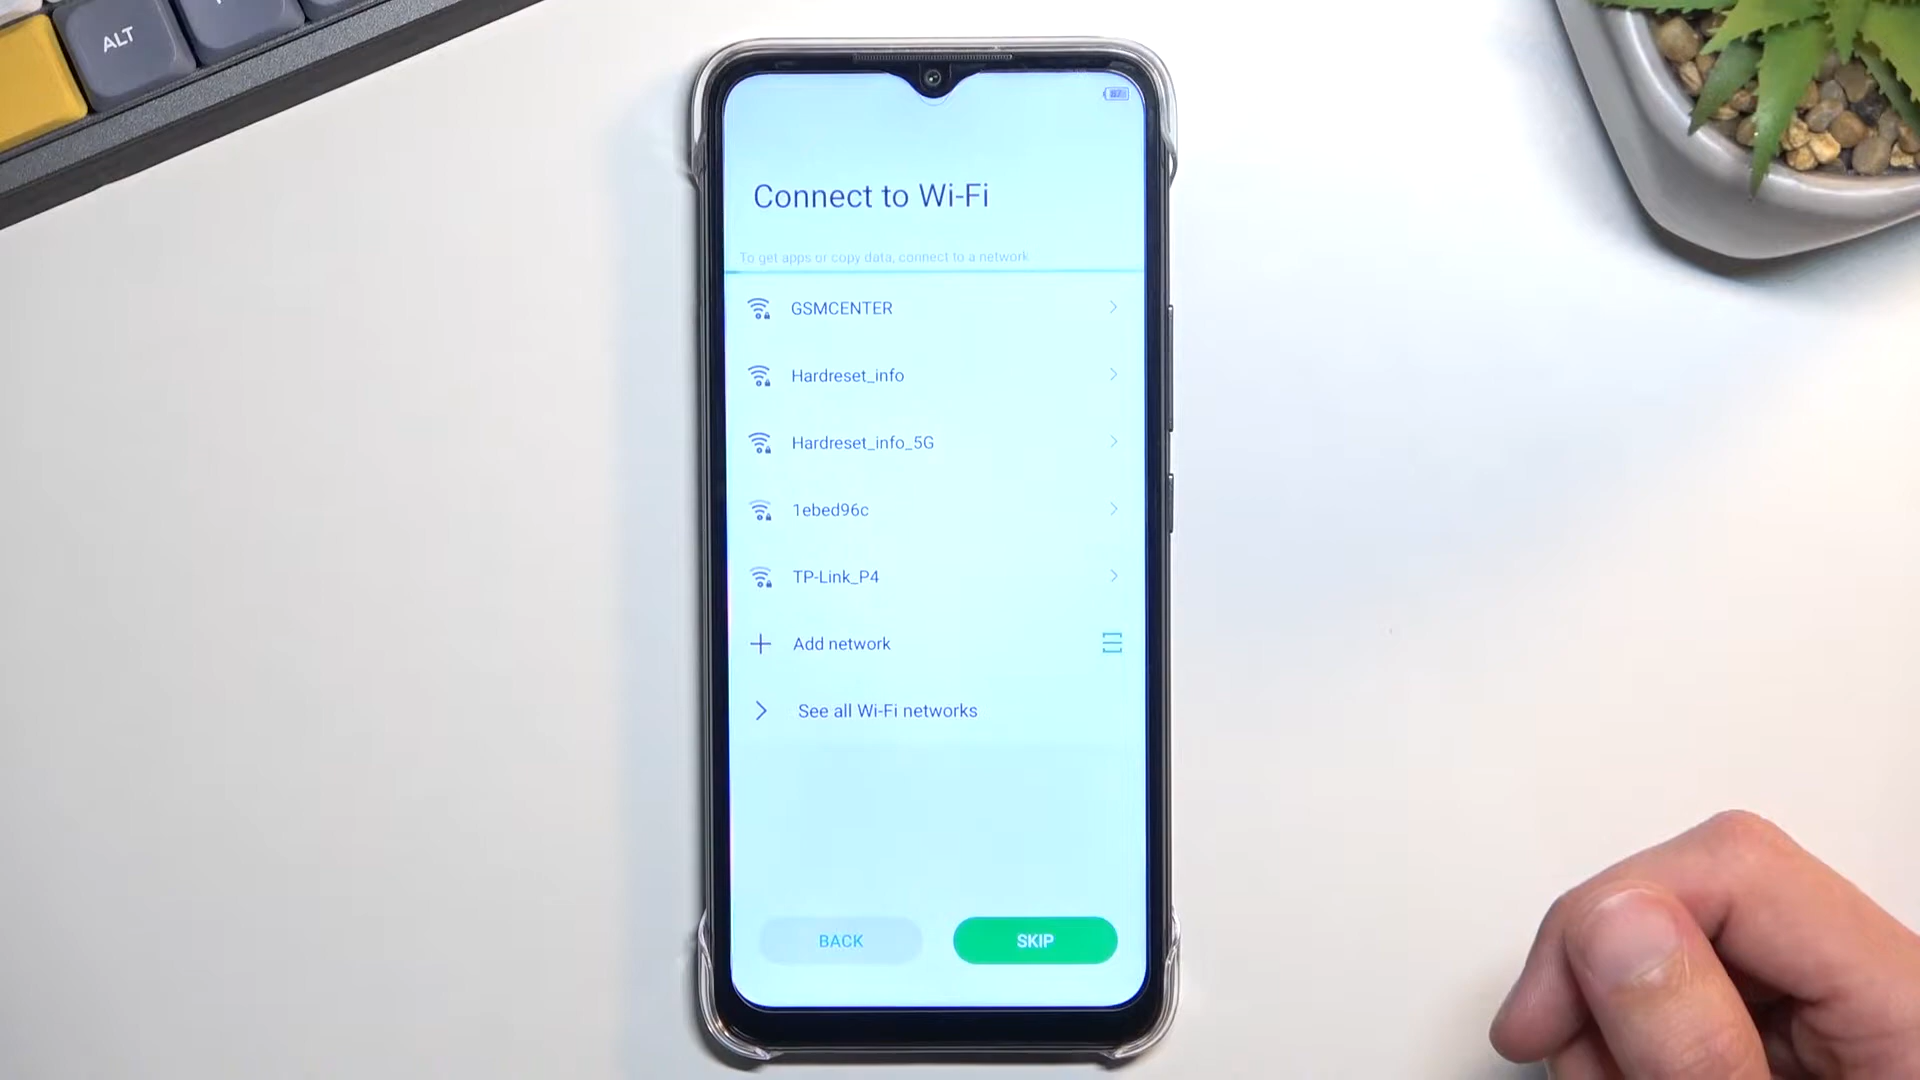 ALT
Connect to Wi-Fi
To get apps or copy data, connect to a network
GSMCENTER
Hardreset_info
Hardreset_info_5G
1ebed96c
TP-Link_P4
Add network
See all Wi-Fi networks
BACK
SKIP